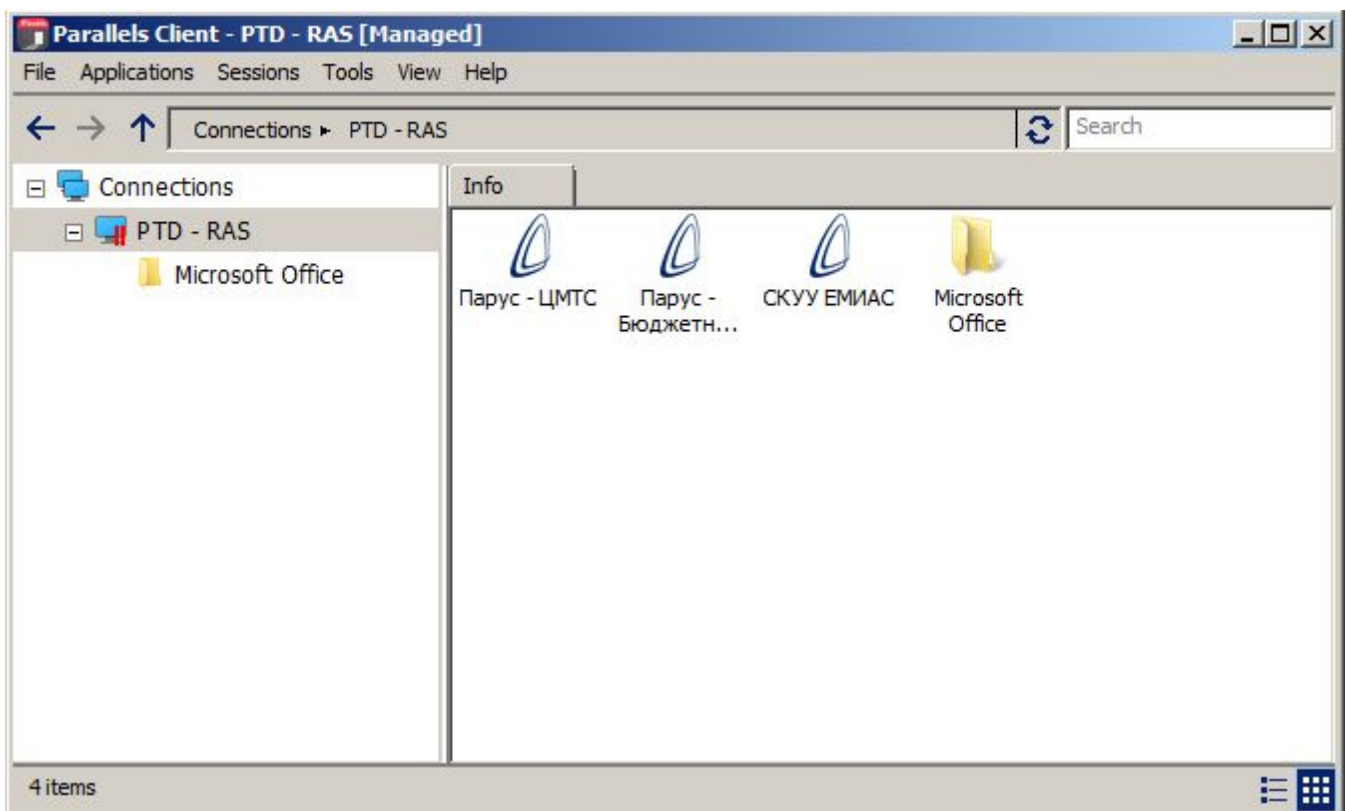 Parallels Client - PTD - RAS [Managed]
File Applications Sessions Tools View Help
Connections ▸ PTD - RAS
Search
Connections
PTD - RAS
Microsoft Office
Info
Парус - ЦМТС
Парус -
Бюджетн...
СКУУ ЕМИАС
Microsoft
Office
4 items